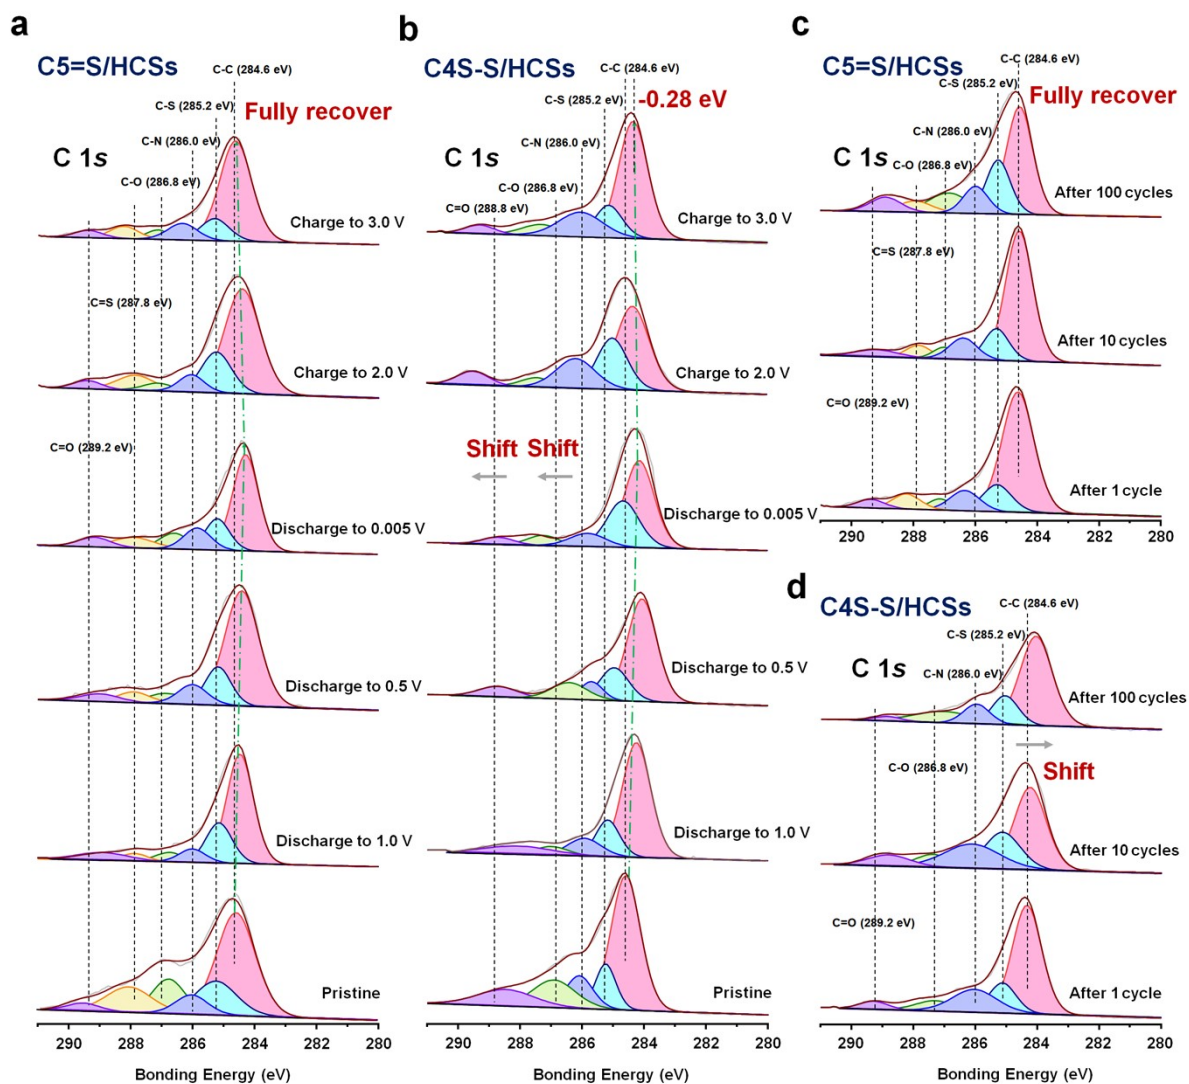 a
C5=S/HCSs
C-C (284.6 eV)
C-S (285.2 eV)
Fully recover
C-N (286.0 eV)
C 1s
C-O (286.8 eV)
Charge to 3.0 V
C=S (287.8 eV)
Charge to 2.0 V
C=O (289.2 eV)
Discharge to 0.005 V
Discharge to 0.5 V
Discharge to 1.0 V
Pristine
290 288 286 284 282 280
Bonding Energy (eV)
b
C4S-S/HCSs
C-C (284.6 eV)
C-S (285.2 eV)
-0.28 eV
C-N (286.0 eV)
C 1s
C-O (286.8 eV)
C=O (288.8 eV)
Charge to 3.0 V
Charge to 2.0 V
Shift Shift
Discharge to 0.005 V
Discharge to 0.5 V
Discharge to 1.0 V
Pristine
290 288 286 284 282 280
Bonding Energy (eV)
c
C5=S/HCSs
C-C (284.6 eV)
C-S (285.2 eV)
Fully recover
C-N (286.0 eV)
C 1s
C-O (286.8 eV)
After 100 cycles
C=S (287.8 eV)
After 10 cycles
C=O (289.2 eV)
After 1 cycle
290 288 286 284 282 280
d
C4S-S/HCSs
C-C (284.6 eV)
C-S (285.2 eV)
C 1s
C-N (286.0 eV)
After 100 cycles
C-O (286.8 eV)
Shift
After 10 cycles
C=O (289.2 eV)
After 1 cycle
290 288 286 284 282 280
Bonding Energy (eV)